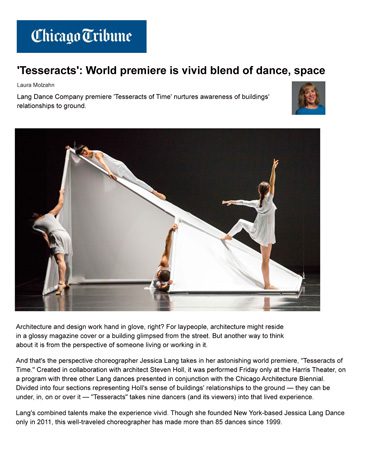 Chicago Tribune
'Tesseracts': World premiere is vivid blend of dance, space
Laura Molzahn
Lang Dance Company premiere 'Tesseracts of Time' nurtures awareness of buildings'
relationships to ground.
Architecture and design work hand in glove, right? For laypeople, architecture might reside
in a glossy magazine cover or a building glimpsed from the street. But another way to think
about it is from the perspective of someone living or working in it.
And that's the perspective choreographer Jessica Lang takes in her astonishing world premiere, "Tesseracts of
Time." Created in collaboration with architect Steven Holl, it was performed Friday only at the Harris Theater, on
a program with three other Lang dances presented in conjunction with the Chicago Architecture Biennial.
Divided into four sections representing Holl's sense of buildings' relationships to the ground — they can be
under, in, on or over it — "Tesseracts" takes nine dancers (and its viewers) into that lived experience.
Lang's combined talents make the experience vivid. Though she founded New York-based Jessica Lang Dance
only in 2011, this well-traveled choreographer has made more than 85 dances since 1999.